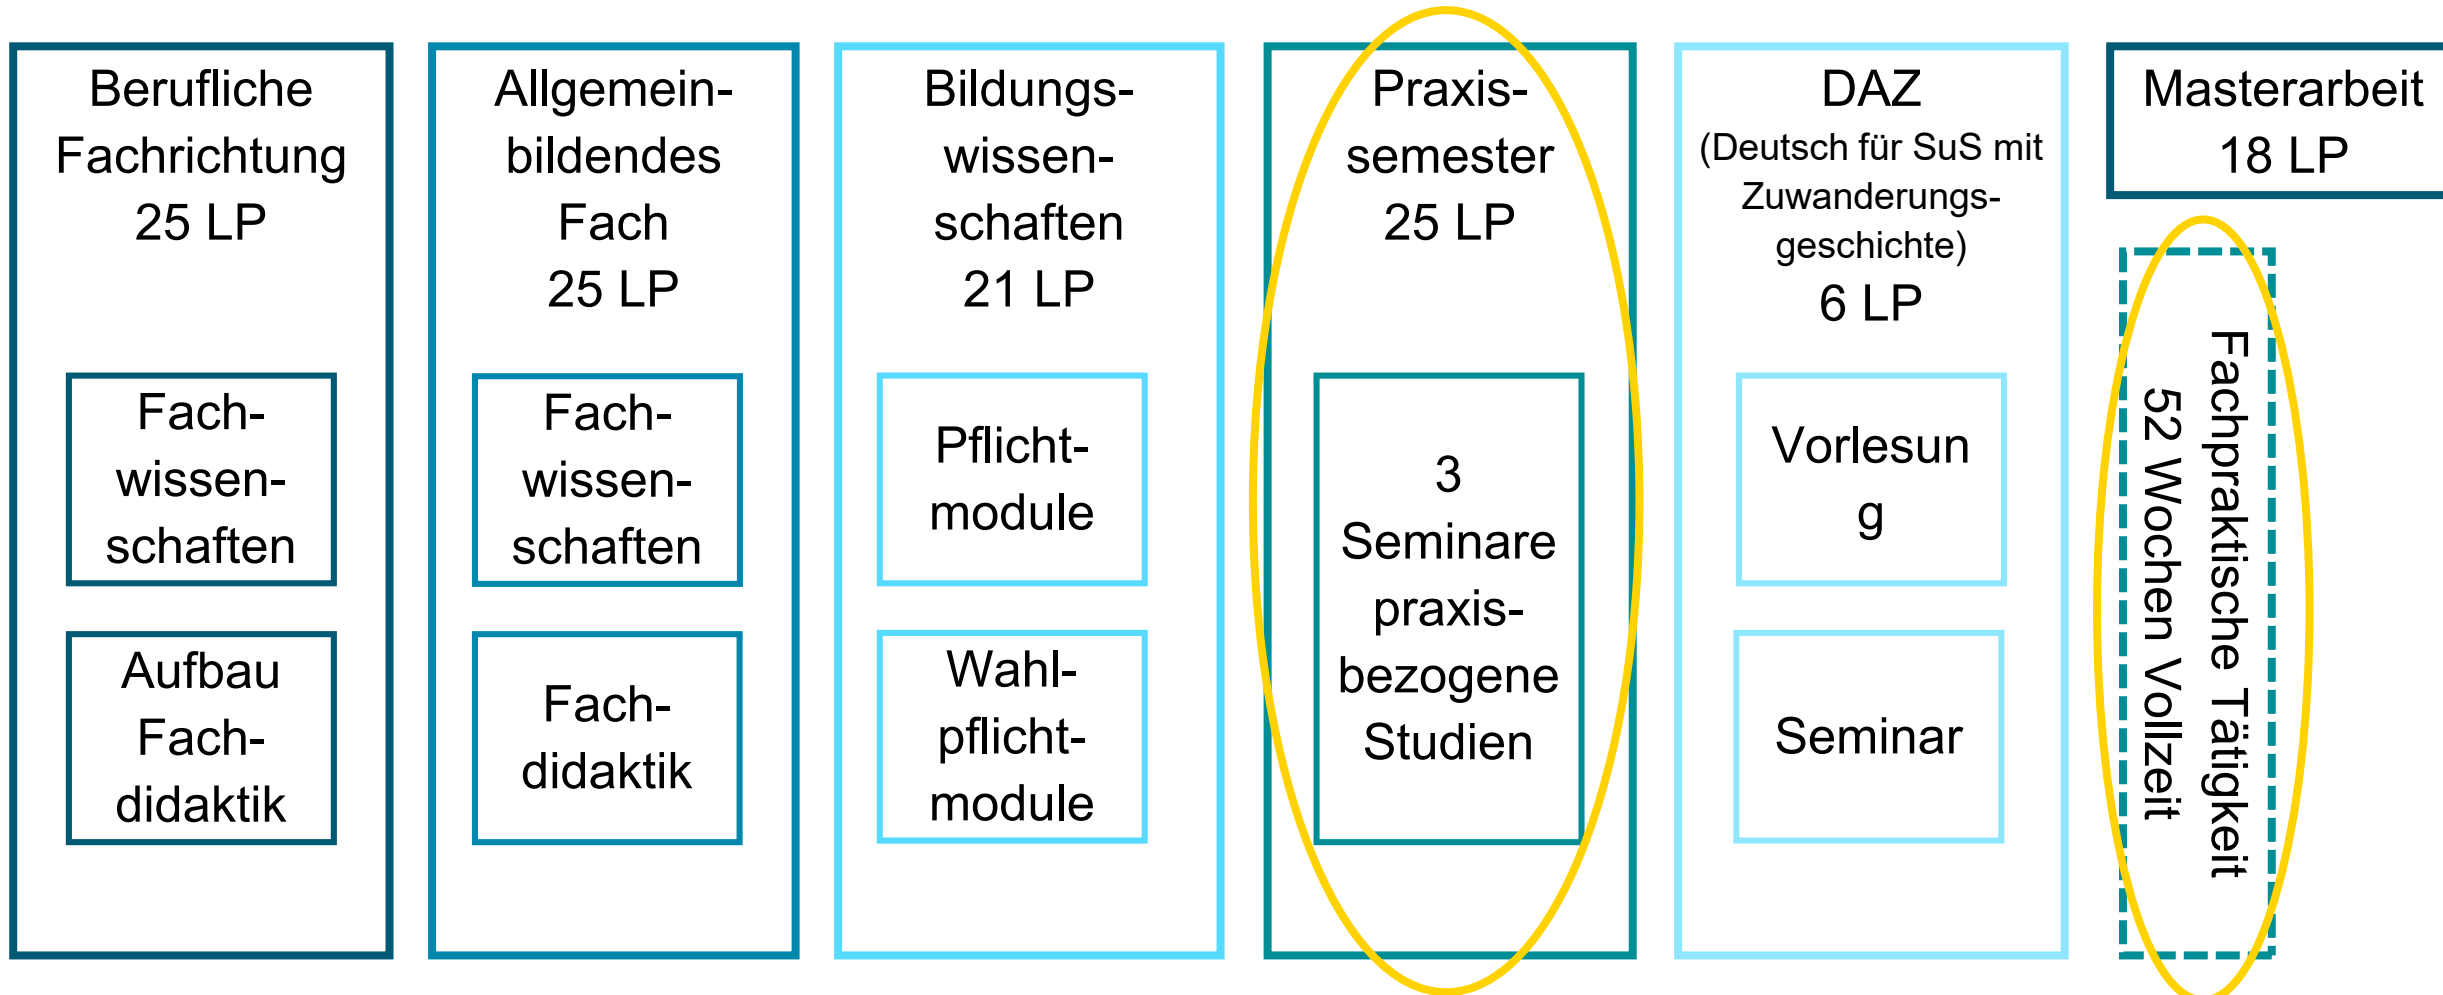 Berufliche
Fachrichtung
25 LP
Fach-
wissen-
schaften
Aufbau
Fach-
didaktik
Allgemein-
bildendes
Fach
25 LP
Fach-
wissen-
schaften
Fach-
didaktik
Bildungs-
wissen-
schaften
21 LP
Pflicht-
module
Wahl-
pflicht-
module
Praxis-
semester
25 LP
3
Seminare
praxis-
bezogene
Studien
DAZ
(Deutsch für SuS mit
Zuwanderungs-
geschichte)
6 LP
Vorlesun
g
Seminar
Masterarbeit
18 LP
Fachpraktische Tätigkeit
52 Wochen Vollzeit